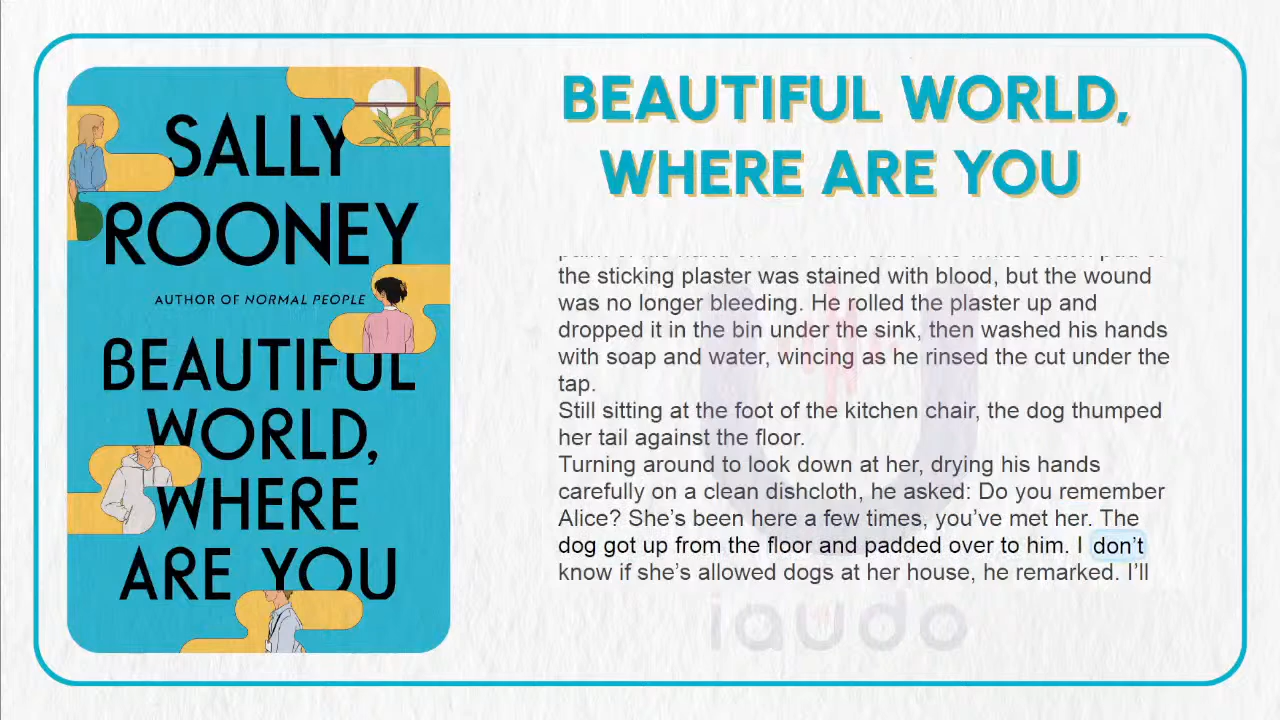 SALLY
ROONEY
AUTHOR OF NORMAL PEOPLE
BEAUTIFUL
WORLD,
WHERE
ARE YOU
BEAUTIFUL WORLD,
WHERE ARE YOU
the sticking plaster was stained with blood, but the wound
was no longer bleeding. He rolled the plaster up and
dropped it in the bin under the sink, then washed his hands
with soap and water, wincing as he rinsed the cut under the
tap.
Still sitting at the foot of the kitchen chair, the dog thumped
her tail against the floor.
Turning around to look down at her, drying his hands
carefully on a clean dishcloth, he asked: Do you remember
Alice? She’s been here a few times, you’ve met her. The
dog got up from the floor and padded over to him. I don’t
know if she’s allowed dogs at her house, he remarked. I’ll
iaudo